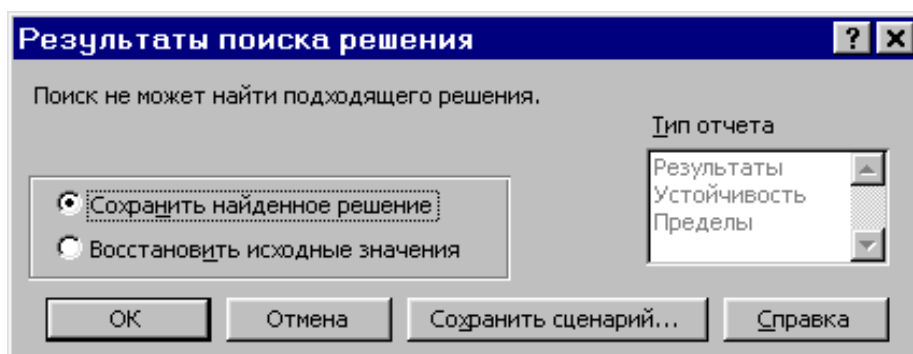 Результаты поиска решения
Поиск не может найти подходящего решения.
Тип отчета
Результаты
Устойчивость
Пределы
Сохранить найденное решение
Восстановить исходные значения
ОК
Отмена
Сохранить сценарий...
Справка